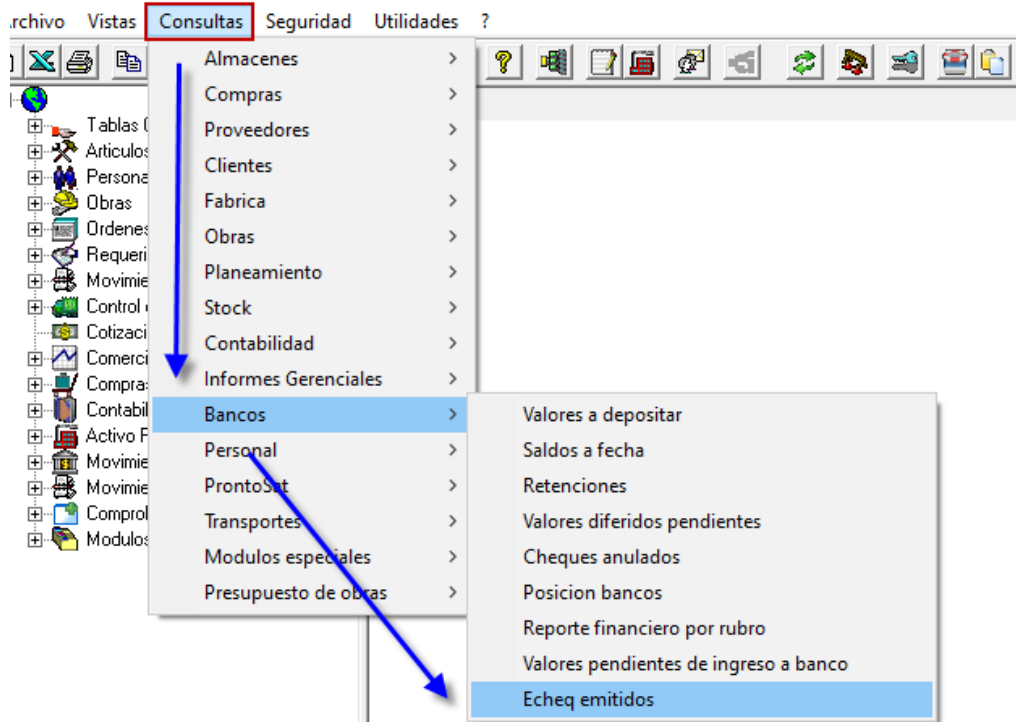 Archivo Vistas Consultas Seguridad Utilidades ?
Almacenes
Compras
Proveedores
Clientes
Fabrica
Obras
Planeamiento
Stock
Contabilidad
Informes Gerenciales
Bancos
Personal
ProntoSat
Transportes
Modulos especiales
Presupuesto de obras
Valores a depositar
Saldos a fecha
Retenciones
Valores diferidos pendientes
Cheques anulados
Posicion bancos
Reporte financiero por rubro
Valores pendientes de ingreso a banco
Echeq emitidos
Tablas
Articulos
Persona
Obras
Ordenes
Requeri
Movimie
Control
Cotizaci
Comerci
Compra
Contabil
Activo F
Movimie
Movimie
Comprol
Modulos